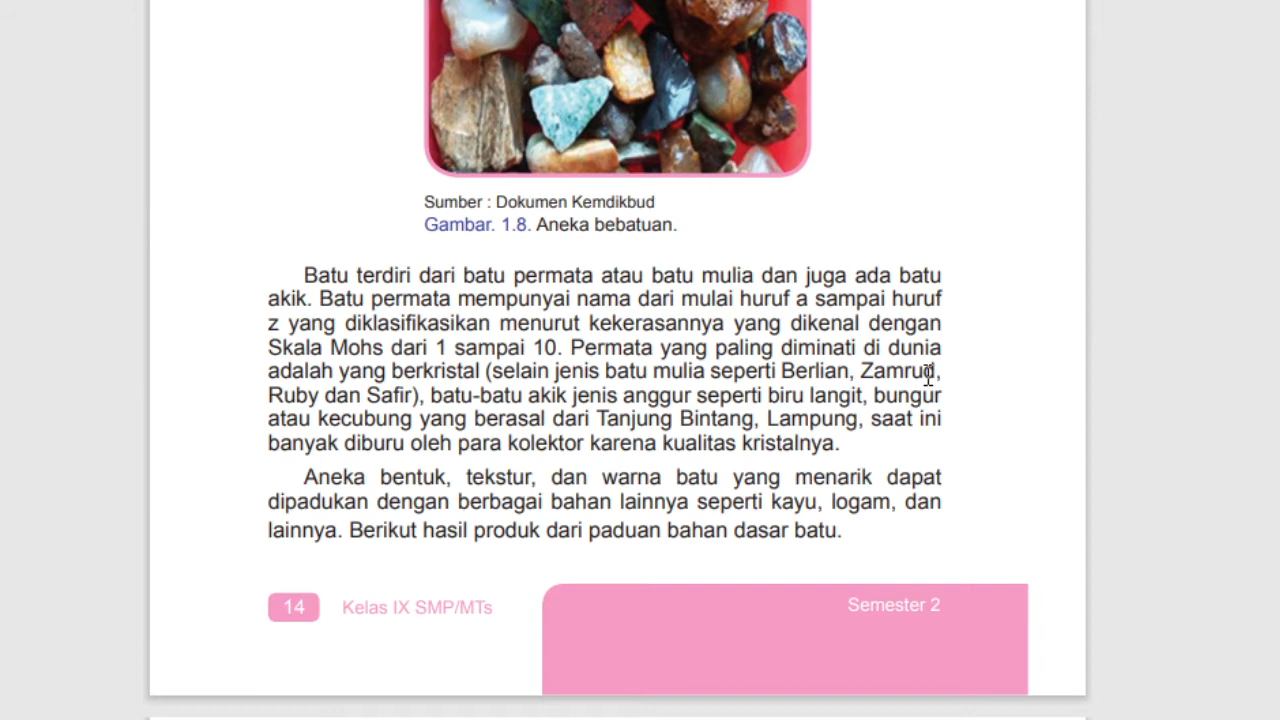 Sumber : Dokumen Kemdikbud
Gambar. 1.8. Aneka bebatuan.
Batu terdiri dari batu permata atau batu mulia dan juga ada batu
akik. Batu permata mempunyai nama dari mulai huruf a sampai huruf
z yang diklasifikasikan menurut kekerasannya yang dikenal dengan
Skala Mohs dari 1 sampai 10. Permata yang paling diminati di dunia
adalah yang berkristal (selain jenis batu mulia seperti Berlian, Zamrud,
Ruby dan Safir), batu-batu akik jenis anggur seperti biru langit, bungur
atau kecubung yang berasal dari Tanjung Bintang, Lampung, saat ini
banyak diburu oleh para kolektor karena kualitas kristalnya.
Aneka bentuk, tekstur, dan warna batu yang menarik dapat
dipadukan dengan berbagai bahan lainnya seperti kayu, logam, dan
lainnya. Berikut hasil produk dari paduan bahan dasar batu.
14 Kelas IX SMP/MTs
Semester 2